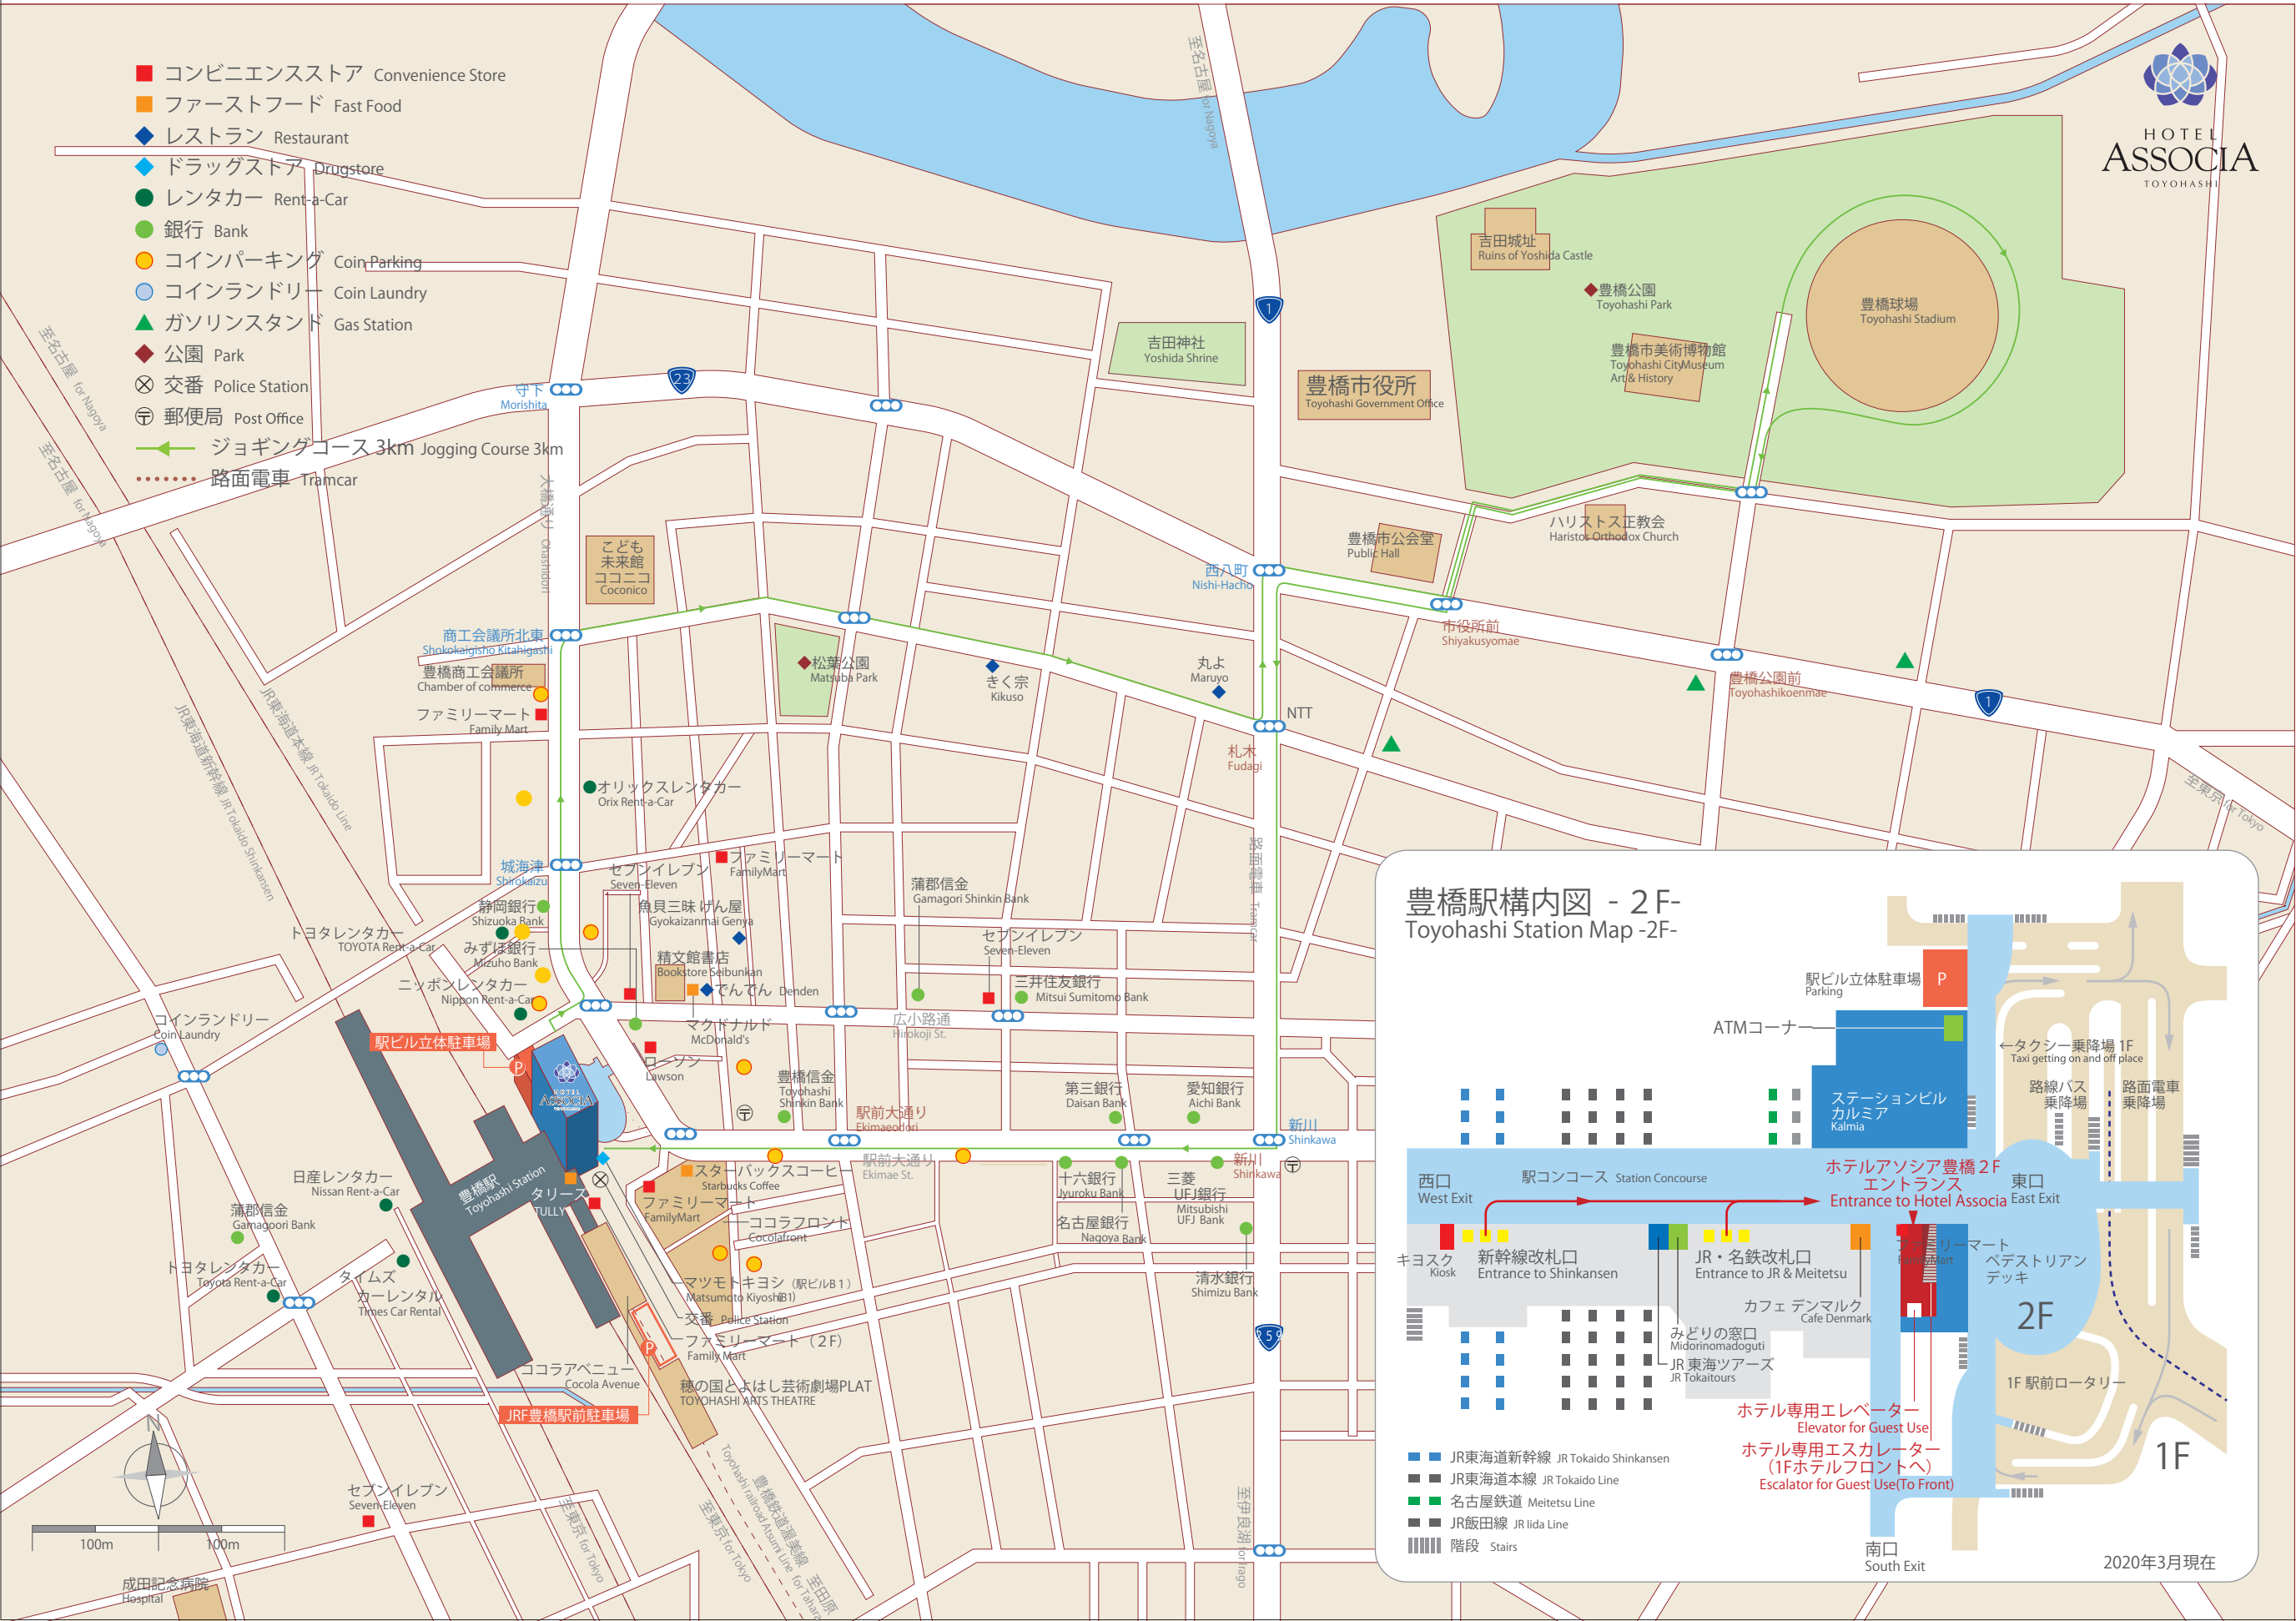 コンビニエンスストア Convenience Store
ファーストフード Fast Food
レストラン Restaurant
ドラッグストア Drugstore
レンタカー Rent-a-Car
銀行 Bank
コインパーキング Coin Parking
コインランドリー Coin Laundry
ガソリンスタンド Gas Station
公園 Park
交番 Police Station
郵便局 Post Office
ジョギングコース 3km Jogging Course 3km
路面電車 Tramcar
HOTEL
ASSOCIA
TOYOHASHI
至名古屋 for Nagoya
至名古屋 for Nagoya
至名古屋 for Nagoya
1
23
吉田城址
Ruins of Yoshida Castle
豊橋公園
Toyohashi Park
豊橋球場
Toyohashi Stadium
豊橋市美術博物館
Toyohashi CityMuseum
Art & History
吉田神社
Yoshida Shrine
豊橋市役所
Toyohashi Government Office
守下
Morishita
大橋通り Ohashidori
こども
未来館
ココニコ
Coconico
豊橋市公会堂
Public Hall
ハリストス正教会
Haristos Orthodox Church
西八町
Nishi-Hacho
市役所前
Shiyakusyomae
豊橋公園前
Toyohashikoenmae
1
商工会議所北東
Shokokaigisho Kitahigashi
豊橋商工会議所
Chamber of commerce
ファミリーマート
Family Mart
松葉公園
Matsuba Park
きく宗
Kikuso
丸よ
Maruyo
NTT
札木
Fudagi
至東京 for Tokyo
JR東海道本線 JR Tokaido Line
JR東海道新幹線 JR Tokaido Shinkansen
オリックスレンタカー
Orix Rent-a-Car
城海津
Shirokaizu
セブンイレブン
Seven-Eleven
ファミリーマート
FamilyMart
静岡銀行
Shizuoka Bank
魚貝三昧 げん屋
Gyokaizanmai Genya
蒲郡信金
Gamagori Shinkin Bank
路面電車 Tramcar
トヨタレンタカー
TOYOTA Rent-a-Car
みずほ銀行
Mizuho Bank
精文館書店
Bookstore Seibunkan
セブンイレブン
Seven-Eleven
ニッポンレンタカー
Nippon Rent-a-Car
でんでん Denden
三井住友銀行
Mitsui Sumitomo Bank
コインランドリー
Coin Laundry
マクドナルド
McDonald's
広小路通
Hirokoji St.
駅ビル立体駐車場
P
HOTEL
ASSOCIA
TOYOHASHI
ローソン
Lawson
豊橋信金
Toyohashi
Shinkin Bank
第三銀行
Daisan Bank
愛知銀行
Aichi Bank
駅前大通り
Ekimaeodori
新川
Shinkawa
駅前大通り
Ekimae St.
新川
Shinkawa
スターバックスコーヒー
Starbucks Coffee
豊橋駅
Toyohashi Station
タリーズ
TULLY
日産レンタカー
Nissan Rent-a-Car
ファミリーマート
FamilyMart
ココラフロント
Cocolafront
十六銀行
Jyuroku Bank
三菱
UFJ銀行
Mitsubishi
UFJ Bank
名古屋銀行
Nagoya Bank
蒲郡信金
Gamagoori Bank
トヨタレンタカー
Toyota Rent-a-Car
タイムズ
カーレンタル
Times Car Rental
マツモトキヨシ（駅ビルB１）
Matsumoto Kiyoshi(B1)
清水銀行
Shimizu Bank
交番 Police Station
ファミリーマート（２F）
Family Mart
P
259
ココラアベニュー
Cocola Avenue
穂の国とよはし芸術劇場PLAT
TOYOHASHI ARTS THEATRE
JRF豊橋駅前駐車場
N
セブンイレブン
Seven-Eleven
100m
100m
成田記念病院
Hospital
至東京 for Tokyo
至東京 for Tokyo
豊橋鉄道渥美線 至田原
Toyohashi railroad Atsumi Line for Tahara
至伊良湖 for Irago
豊橋駅構内図 -２F-
Toyohashi Station Map -2F-
駅ビル立体駐車場
Parking
P
ATMコーナー
←タクシー乗降場 1F
Taxi getting on and off place
路線バス
乗降場
路面電車
乗降場
ステーションビル
カルミア
Kalmia
西口
West Exit
駅コンコース Station Concourse
ホテルアソシア豊橋２F
エントランス
Entrance to Hotel Associa
東口
East Exit
キヨスク
Kiosk
新幹線改札口
Entrance to Shinkansen
JR・名鉄改札口
Entrance to JR & Meitetsu
ファミリーマート
FamilyMart
ペデストリアン
デッキ
カフェ デンマルク
Cafe Denmark
2F
みどりの窓口
Midorinomadoguti
JR 東海ツアーズ
JR Tokaitours
1F 駅前ロータリー
ホテル専用エレベーター
Elevator for Guest Use
ホテル専用エスカレーター
（1Fホテルフロントへ）
Escalator for Guest Use(To Front)
1F
JR東海道新幹線 JR Tokaido Shinkansen
JR東海道本線 JR Tokaido Line
名古屋鉄道 Meitetsu Line
JR飯田線 JR Iida Line
階段 Stairs
南口
South Exit
2020年3月現在